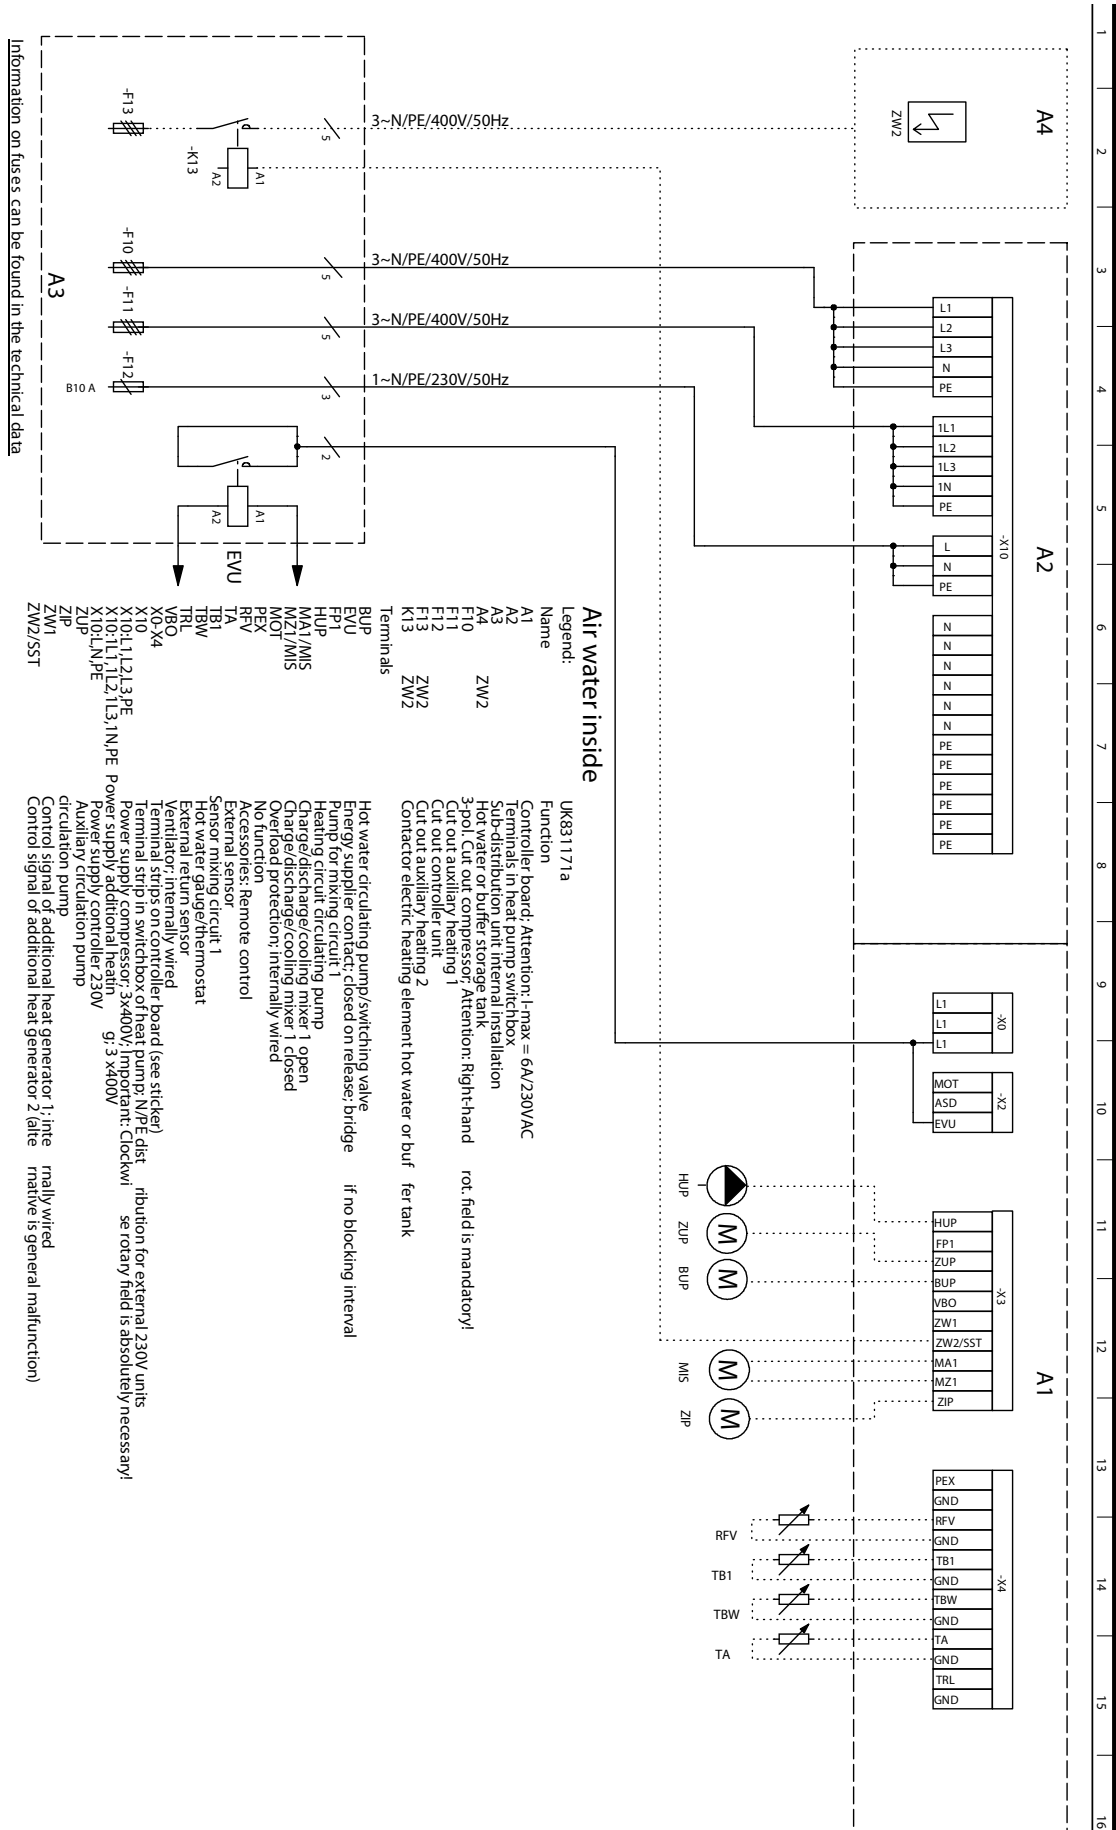 1
2
3
4
5
6
7
8
9
10
11
12
13
14
15
16
A4
ZW2
A2
-X10
L1
L2
L3
N
PE
1L1
1L2
1L3
1N
PE
L
N
PE
N
N
N
N
N
N
PE
PE
PE
PE
PE
PE
A1
-X0
L1
L1
L1
-X2
MOT
ASD
EVU
-X3
HUP
FP1
ZUP
BUP
VBO
ZW1
ZW2/SST
MA1
MZ1
ZIP
-X4
PEX
GND
RFV
GND
TB1
GND
TBW
GND
TA
GND
TRL
GND
HUP
ZUP
BUP
MIS
ZIP
M
M
M
M
RFV
TB1
TBW
TA
3~N/PE/400V/50Hz
3~N/PE/400V/50Hz
3~N/PE/400V/50Hz
1~N/PE/230V/50Hz
5
5
5
3
2
-F13
-K13
A1
A2
-F10
-F11
-F12
B10 A
A1
A2
EVU
A3
Information on fuses can be found in the technical data
Air water inside
Legend: UK831171a
Name Function
A1 Controller board; Attention: I-max = 6A/230VAC
A2 Terminals in heat pump switchbox
A3 Sub-distribution unit internal installation
A4 ZW2 Hot water or buffer storage tank
F10 3-pol. Cut out compressor; Attention: Right-hand rot. field is mandatory!
F11 Cut out auxiliary heating 1
F12 Cut out controller unit
F13 ZW2 Cut out auxiliary heating 2
K13 ZW2 Contactor electric heating element hot water or buf fer tank
Terminals
BUP Hot water circulating pump/switching valve
EVU Energy supplier contact; closed on release; bridge if no blocking interval
FP1 Pump for mixing circuit 1
HUP Heating circuit circulating pump
MA1/MIS Charge/discharge/cooling mixer 1 open
MZ1/MIS Charge/discharge/cooling mixer 1 closed
MOT Overload protection; internally wired
PEX No function
RFV Accessories: Remote control
TA External sensor
TB1 Sensor mixing circuit 1
TBW Hot water gauge/thermostat
TRL External return sensor
VBO Ventilator; internally wired
X0-X4 Terminal strips on controller board (see sticker)
X10 Terminal strip in switchbox of heat pump; N/PE dist ribution for external 230V units
X10:L1,L2,L3,PE Power supply compressor; 3x400V; Important: Clockwi se rotary field is absolutely necessary!
X10:1L1,1L2,1L3,1N,PE Power supply additional heatin g; 3 x400V
X10:L,N,PE Power supply controller 230V
ZUP Auxiliary circulation pump
ZIP circulation pump
ZW1 Control signal of additional heat generator 1; inte rnally wired
ZW2/SST Control signal of additional heat generator 2 (alte rnative is general malfunction)